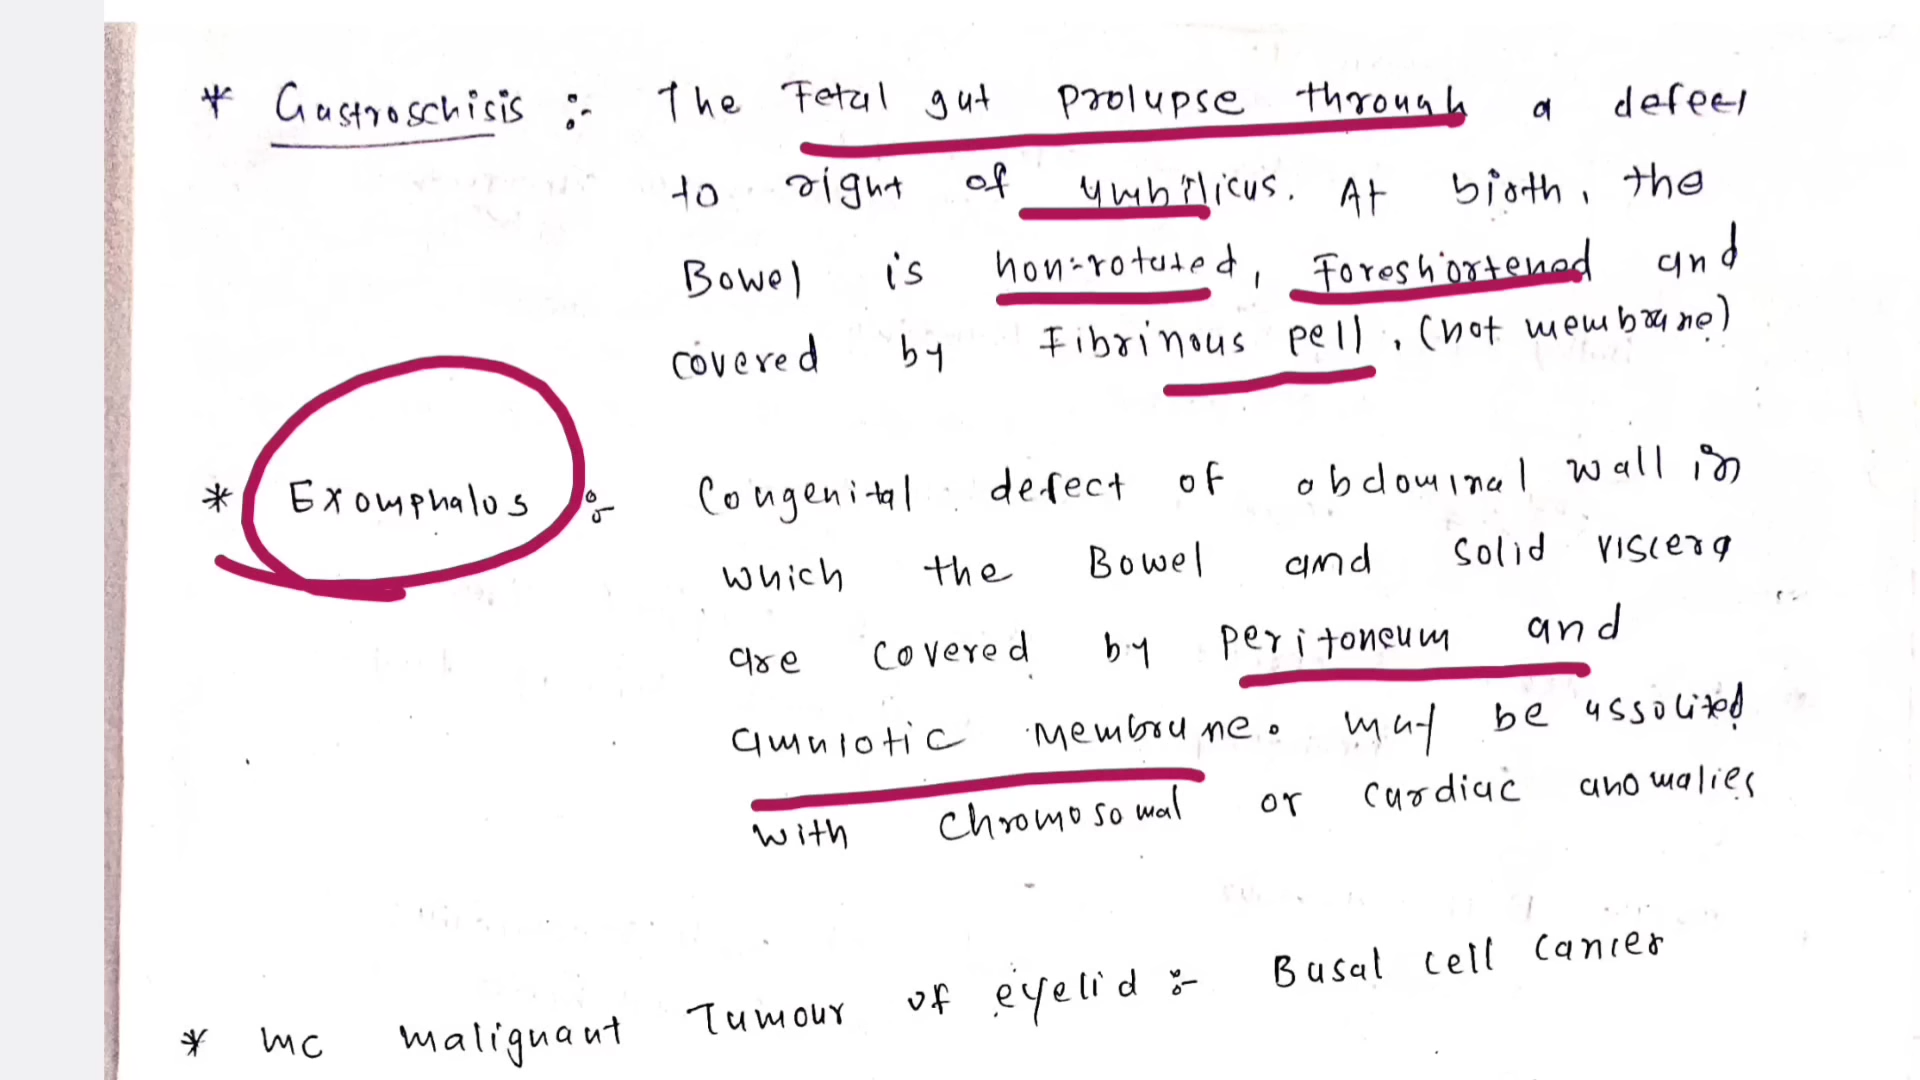 * Gastroschisis :- The Fetal gut prolapse through a defect
to right of umbilicus. At birth, the
Bowel is non-rotated, Foreshortened and
covered by Fibrinous pell. (not membrane)
* Exomphalos :- Congenital defect of abdominal wall in
which the Bowel and solid viscera
are covered by peritoneum and
amniotic membrane. may be associted
with chromosomal or cardiac anomalies
* mc malignant Tumour of eyelid :- Basal cell cancer